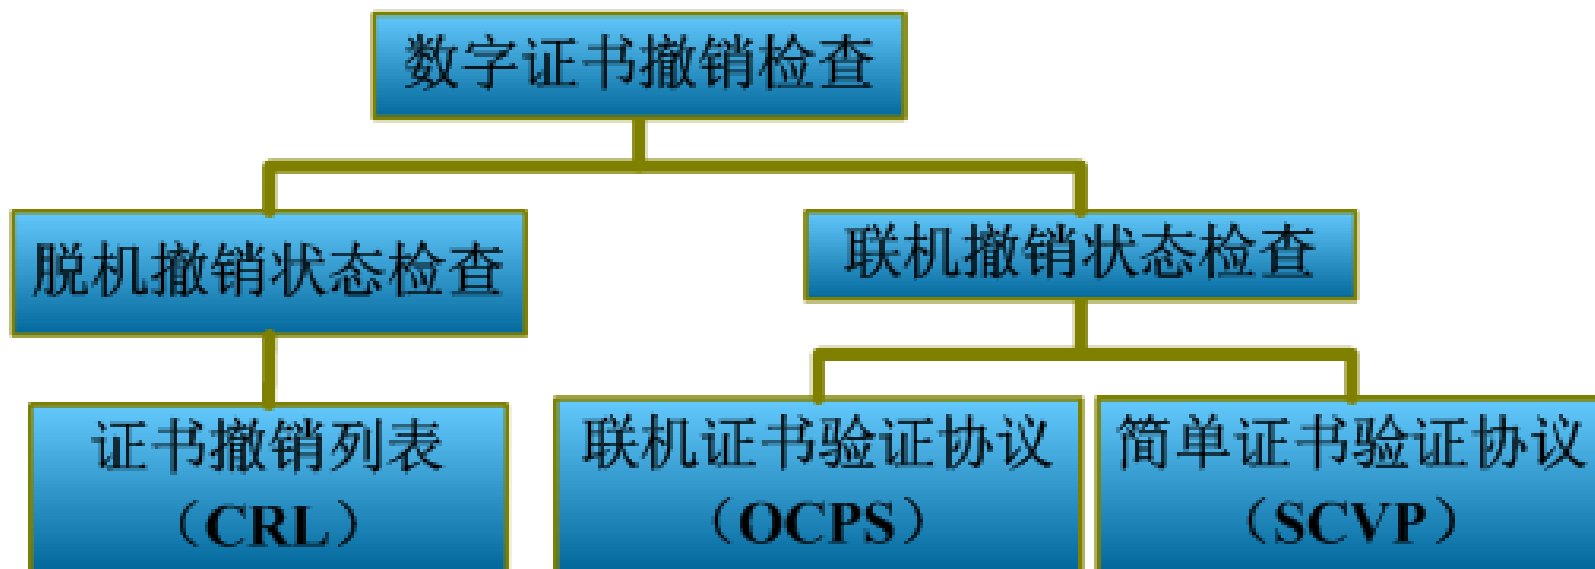 数字证书撤销检查
脱机撤销状态检查
联机撤销状态检查
证书撤销列表
（CRL）
联机证书验证协议
（OCPS）
简单证书验证协议
（SCVP）